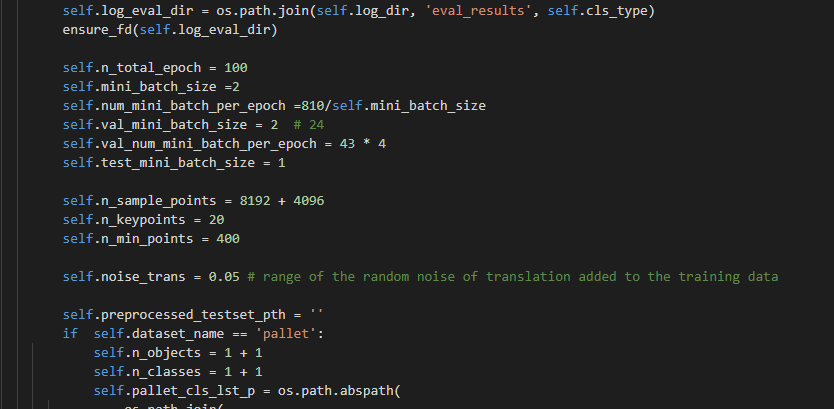 self.log_eval_dir = os.path.join(self.log_dir, 'eval_results', self.cls_type)
ensure_fd(self.log_eval_dir)
self.n_total_epoch = 100
self.mini_batch_size =2
self.num_mini_batch_per_epoch =810/self.mini_batch_size
self.val_mini_batch_size = 2  # 24
self.val_num_mini_batch_per_epoch = 43 * 4
self.test_mini_batch_size = 1
self.n_sample_points = 8192 + 4096
self.n_keypoints = 20
self.n_min_points = 400
self.noise_trans = 0.05 # range of the random noise of translation added to the training data
self.preprocessed_testset_pth = ''
if  self.dataset_name == 'pallet':
self.n_objects = 1 + 1
self.n_classes = 1 + 1
self.pallet_cls_lst_p = os.path.abspath(
os.path.join(